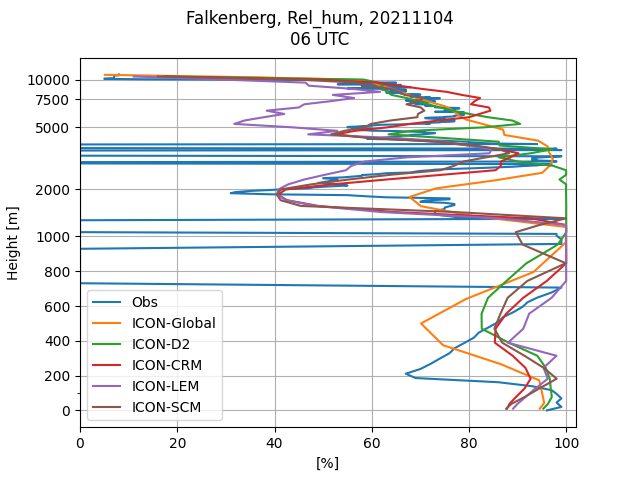 Falkenberg, Rel_hum, 20211104
06 UTC
10000
7500
5000
2000
1000
800
600
400
200
0
Height [m]
Obs
ICON-Global
ICON-D2
ICON-CRM
ICON-LEM
ICON-SCM
0 20 40 60 80 100
[%]